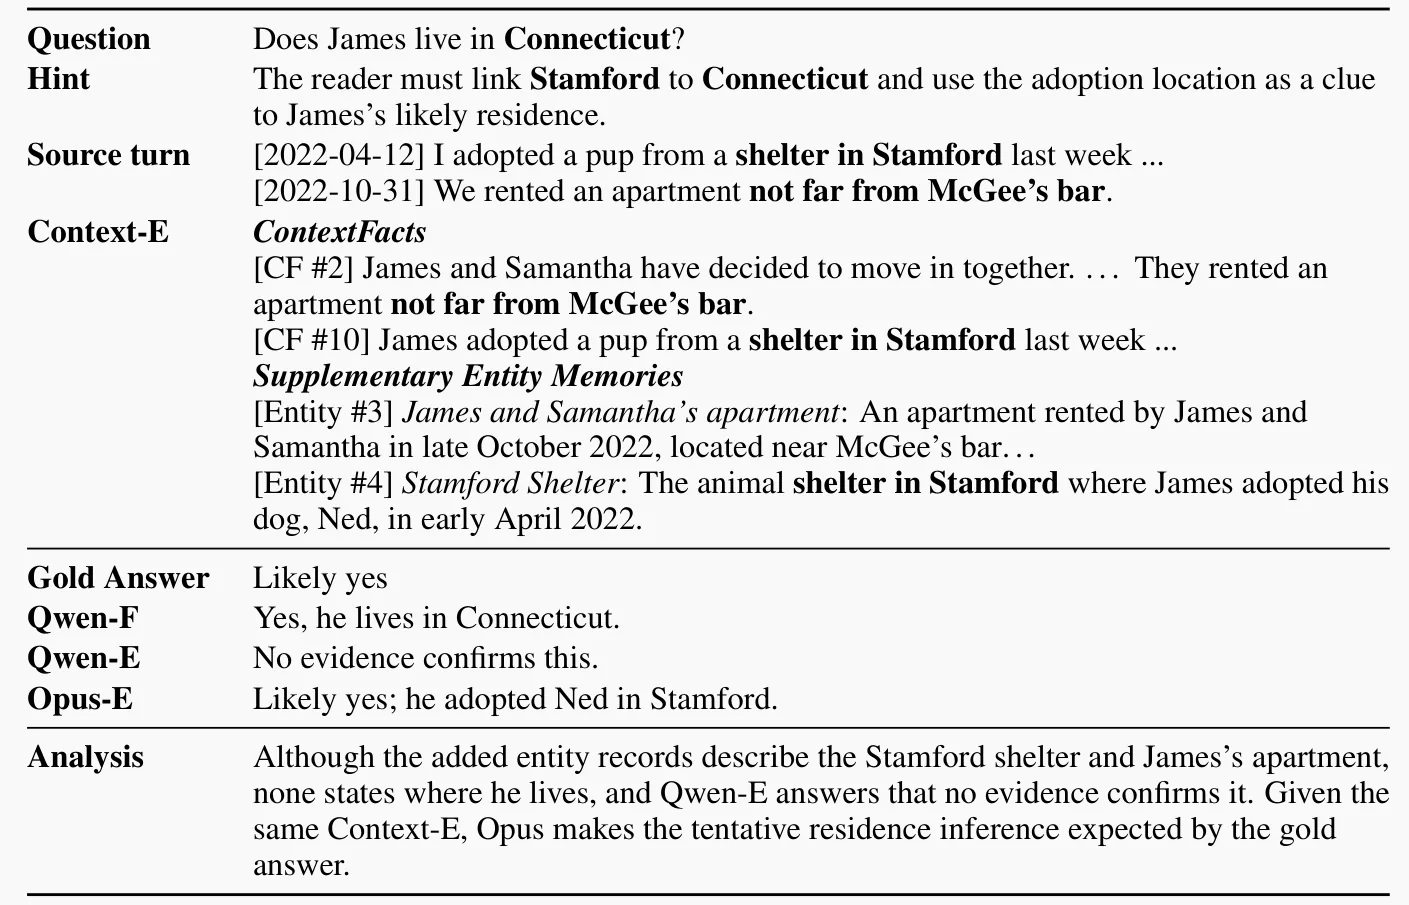 Question Does James live in Connecticut?
Hint The reader must link Stamford to Connecticut and use the adoption location as a clue
to James’s likely residence.
Source turn [2022-04-12] I adopted a pup from a shelter in Stamford last week ...
[2022-10-31] We rented an apartment not far from McGee’s bar.
Context-E ContextFacts
[CF #2] James and Samantha have decided to move in together. … They rented an
apartment not far from McGee’s bar.
[CF #10] James adopted a pup from a shelter in Stamford last week ...
Supplementary Entity Memories
[Entity #3] James and Samantha’s apartment: An apartment rented by James and
Samantha in late October 2022, located near McGee’s bar…
[Entity #4] Stamford Shelter: The animal shelter in Stamford where James adopted his
dog, Ned, in early April 2022.
Gold Answer Likely yes
Qwen-F Yes, he lives in Connecticut.
Qwen-E No evidence confirms this.
Opus-E Likely yes; he adopted Ned in Stamford.
Analysis Although the added entity records describe the Stamford shelter and James’s apartment,
none states where he lives, and Qwen-E answers that no evidence confirms it. Given the
same Context-E, Opus makes the tentative residence inference expected by the gold
answer.